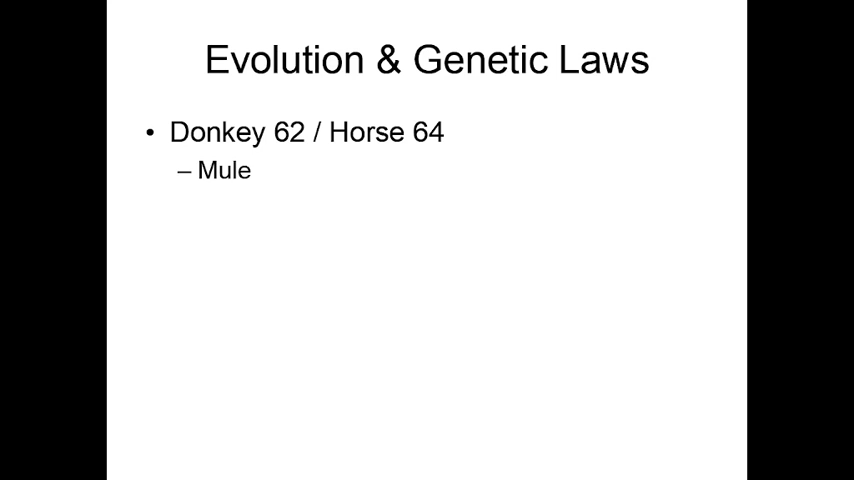 Evolution & Genetic Laws
• Donkey 62 / Horse 64
– Mule